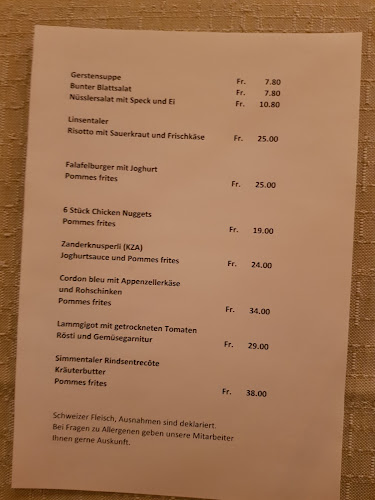 Gerstensuppe Fr. 7.80
Bunter Blattsalat Fr. 7.80
Nüsslersalat mit Speck und Ei Fr. 10.80
Linsentaler
Risotto mit Sauerkraut und Frischkäse Fr. 25.00
Falafelburger mit Joghurt
Pommes frites Fr. 25.00
6 Stück Chicken Nuggets
Pommes frites Fr. 19.00
Zanderknusperli (KZA)
Joghurtsauce und Pommes frites Fr. 24.00
Cordon bleu mit Appenzellerkäse
und Rohschinken
Pommes frites Fr. 34.00
Lammgigot mit getrockneten Tomaten
Rösti und Gemüsegarnitur Fr. 29.00
Simmentaler Rindsentrecôte
Kräuterbutter
Pommes frites Fr. 38.00
Schweizer Fleisch, Ausnahmen sind deklariert.
Bei Fragen zu Allergenen geben unsere Mitarbeiter
Ihnen gerne Auskunft.